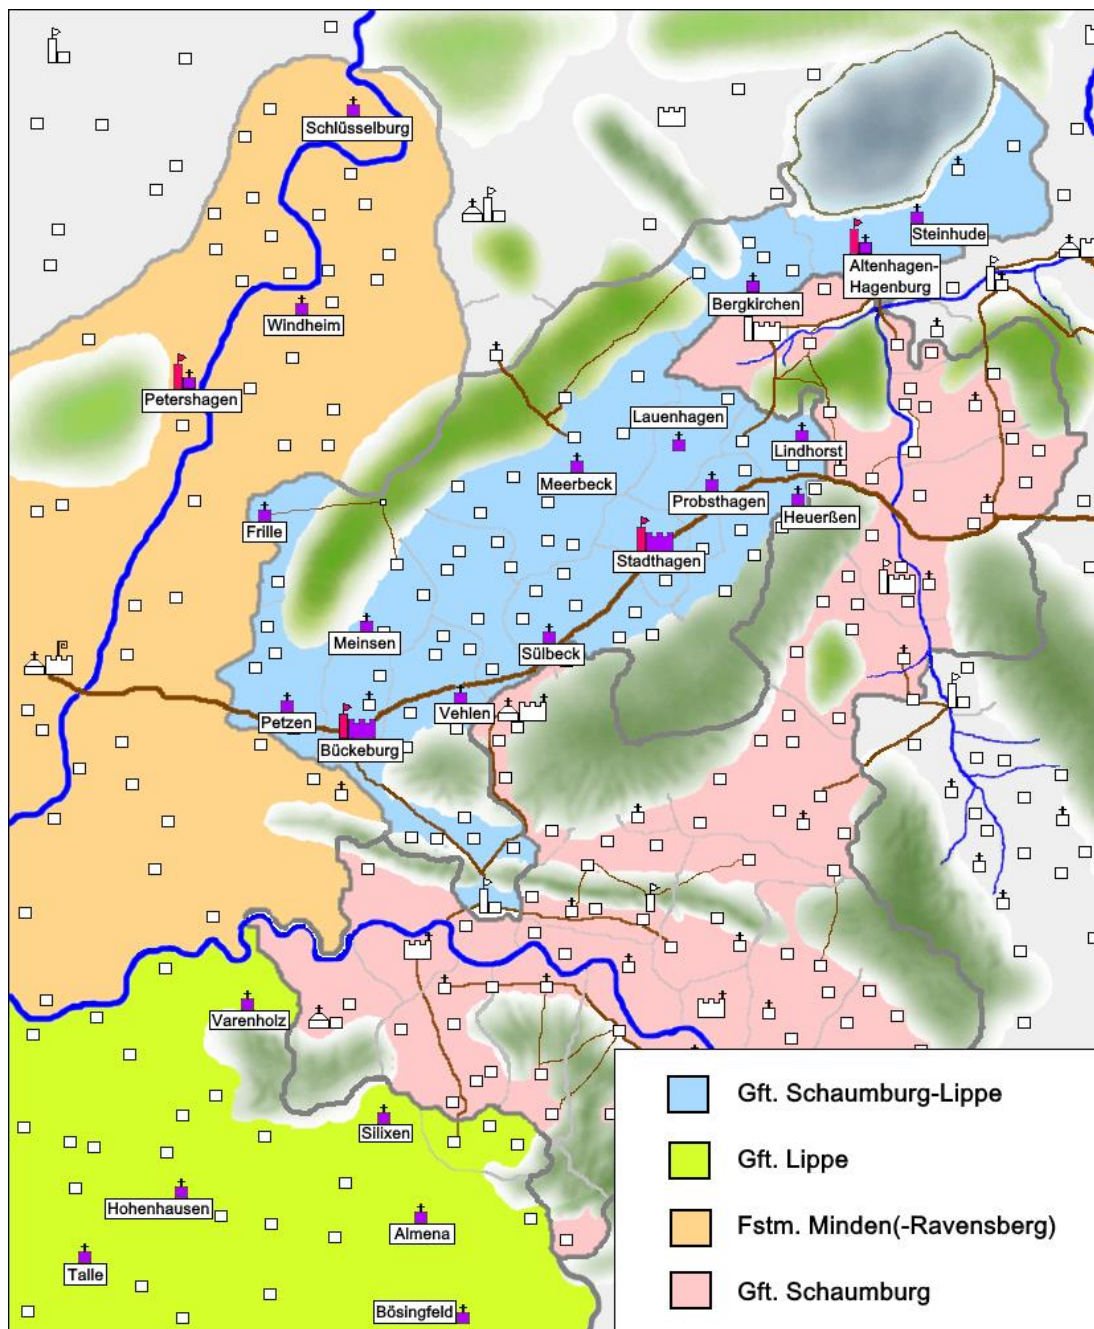 Schlüsselburg
Steinhude
Altenhagen-
Hagenburg
Bergkirchen
Windheim
Petershagen
Lauenhagen
Lindhorst
Meerbeck
Probsthagen
Heuerßen
Frille
Stadthagen
Meinsen
Sülbeck
Petzen
Vehlen
Bückeburg
Varenholz
Silixen
Hohenhausen
Almena
Talle
Bösingfeld
Gft. Schaumburg-Lippe
Gft. Lippe
Fstm. Minden(-Ravensberg)
Gft. Schaumburg